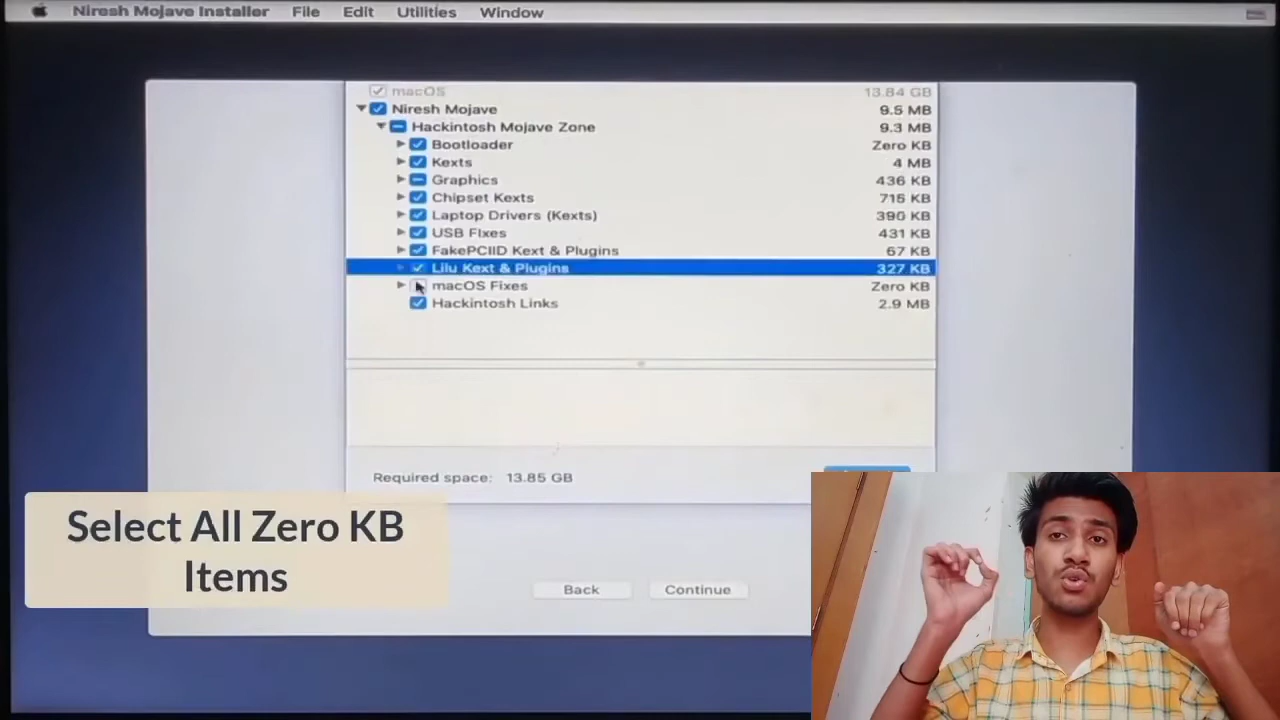 Niresh Mojave Installer File Edit Utilities Window
macOS 13.84 GB
Niresh Mojave 9.5 MB
Hackintosh Mojave Zone 9.3 MB
Bootloader Zero KB
Kexts 4 MB
Graphics 436 KB
Chipset Kexts 715 KB
Laptop Drivers (Kexts) 390 KB
USB FIxes 431 KB
FakePCIID Kext & Plugins 67 KB
Lilu Kext & Plugins 327 KB
macOS Fixes Zero KB
Hackintosh Links 2.9 MB
Required space: 13.85 GB
Select All Zero KB
Items
Back Continue